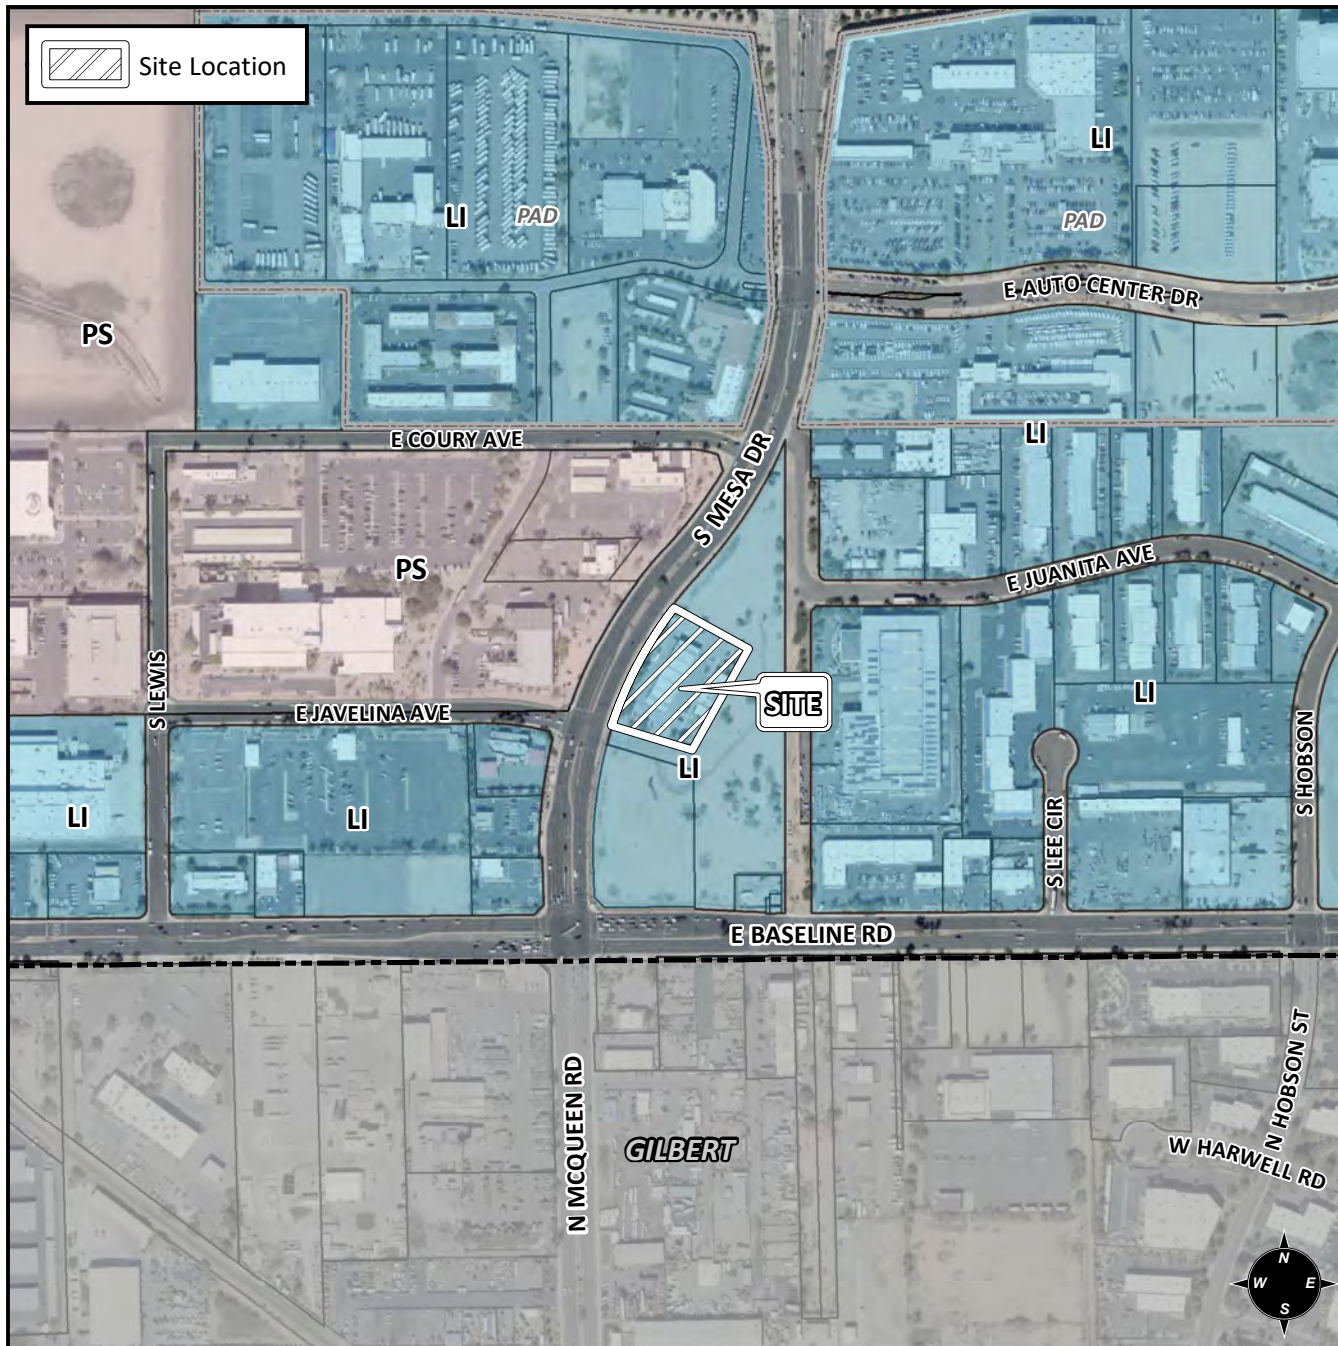 Site Location
LI
LI
PAD
PAD
E AUTO CENTER DR
PS
E COURY AVE
LI
S MESA DR
E JUANITA AVE
PS
S LEWIS
SITE
LI
E JAVELINA AVE
LI
S HOBSON
LI
LI
S LEE CIR
E BASELINE RD
N HOBSON ST
N MCQUEEN RD
GILBERT
W HARWELL RD
N
W
E
S